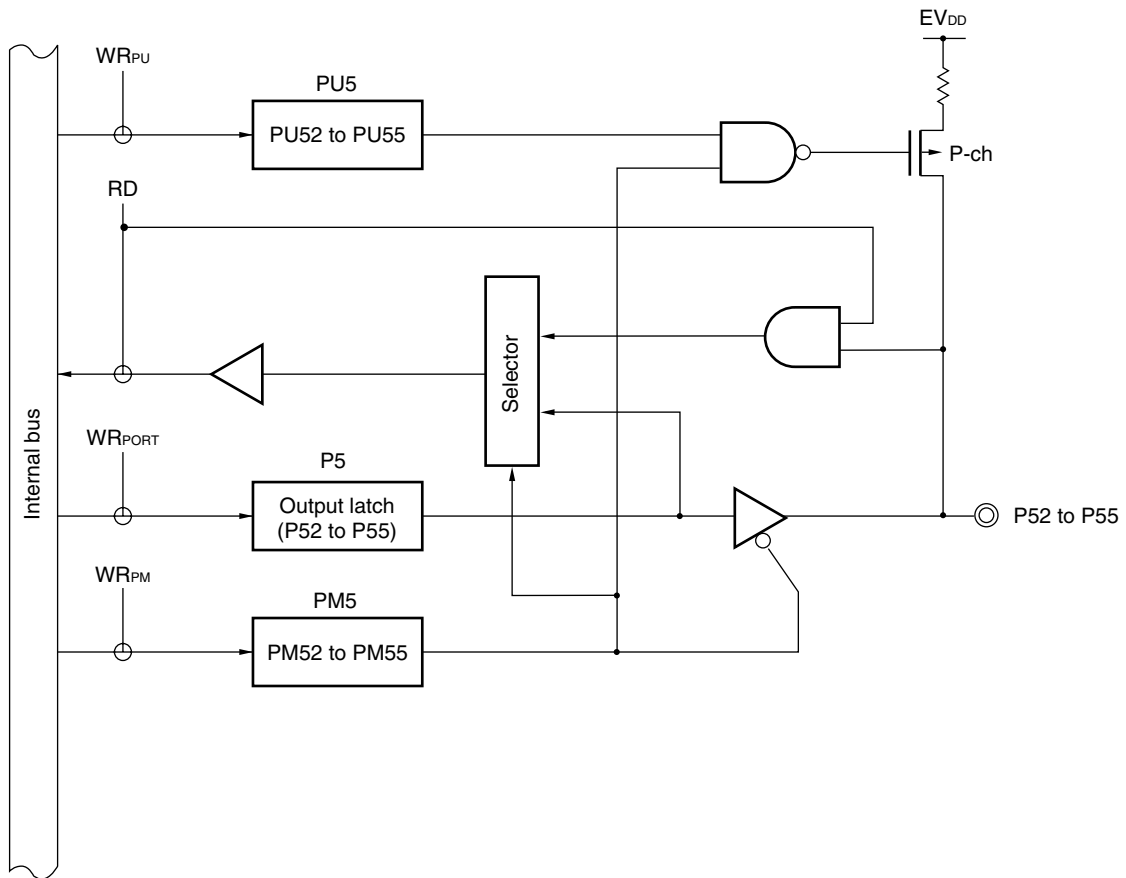 EVDD
WRPU
PU5
PU52 to PU55
P-ch
RD
Selector
Internal bus
WRPORT
P5
Output latch
(P52 to P55)
P52 to P55
WRPM
PM5
PM52 to PM55